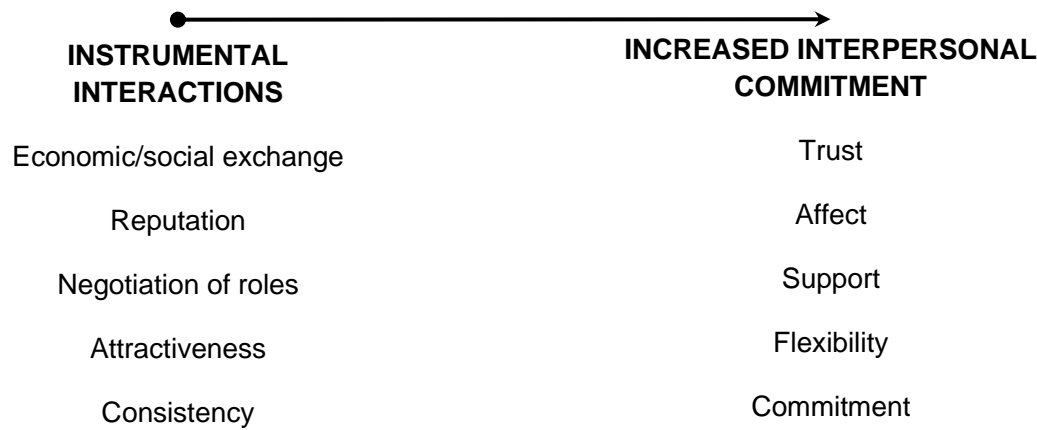 INSTRUMENTAL
INTERACTIONS
Economic/social exchange
Reputation
Negotiation of roles
Attractiveness
Consistency
INCREASED INTERPERSONAL
COMMITMENT
Trust
Affect
Support
Flexibility
Commitment